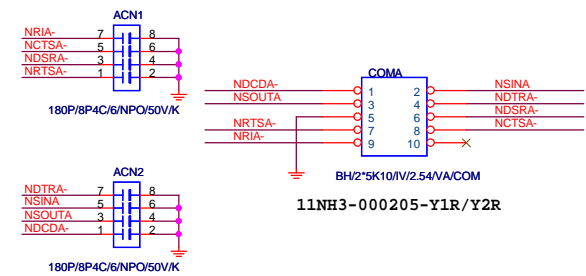 ACN1
NRIA- 7 8
NCTSA- 5 6
NDSRA- 3 4
NRTSA- 1 2
180P/8P4C/6/NPO/50V/K
COMA
NDCDA- 1 2 NSINA
NSOUTA 3 4 NDTRA-
5 6 NDSRA-
NRTSA- 7 8 NCTSA-
NRIA- 9 10
BH/2*5K10/IV/2.54/VA/COM
11NH3-000205-Y1R/Y2R
ACN2
NDTRA- 7 8
NSINA 5 6
NSOUTA 3 4
NDCDA- 1 2
180P/8P4C/6/NPO/50V/K